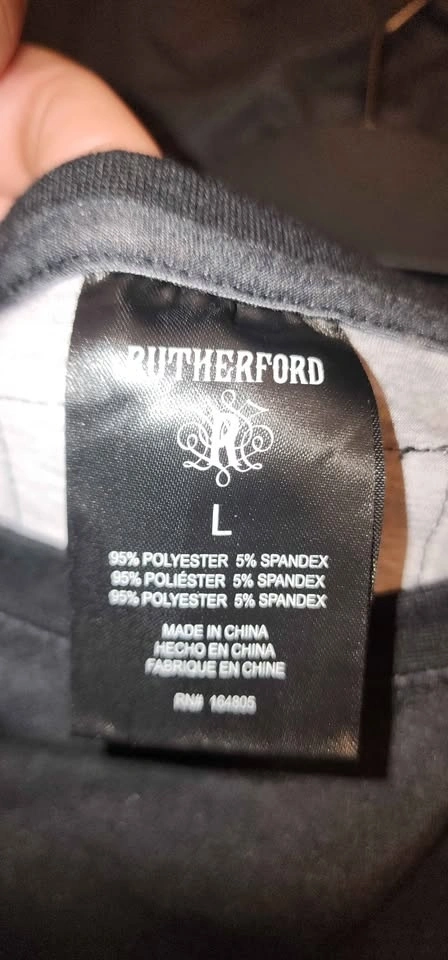 RUTHERFORD
R
L
95% POLYESTER 5% SPANDEX
95% POLIÉSTER 5% SPANDEX
95% POLYESTER 5% SPANDEX
MADE IN CHINA
HECHO EN CHINA
FABRIQUE EN CHINE
RN# 164805